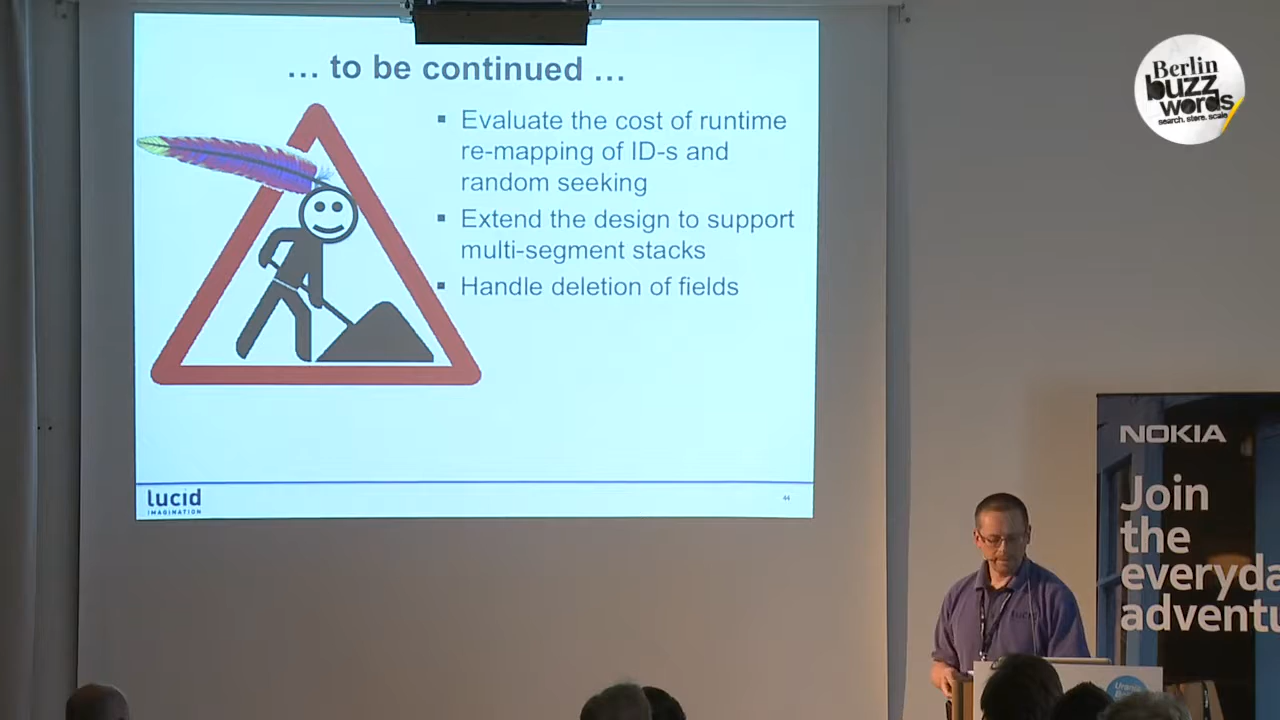 ... to be continued ...
▪ Evaluate the cost of runtime
re-mapping of ID-s and
random seeking
▪ Extend the design to support
multi-segment stacks
▪ Handle deletion of fields
lucid
IMAGINATION
44
Berlin
buzz
words
search. store. scale
NOKIA
Join
the
everyda
adventu